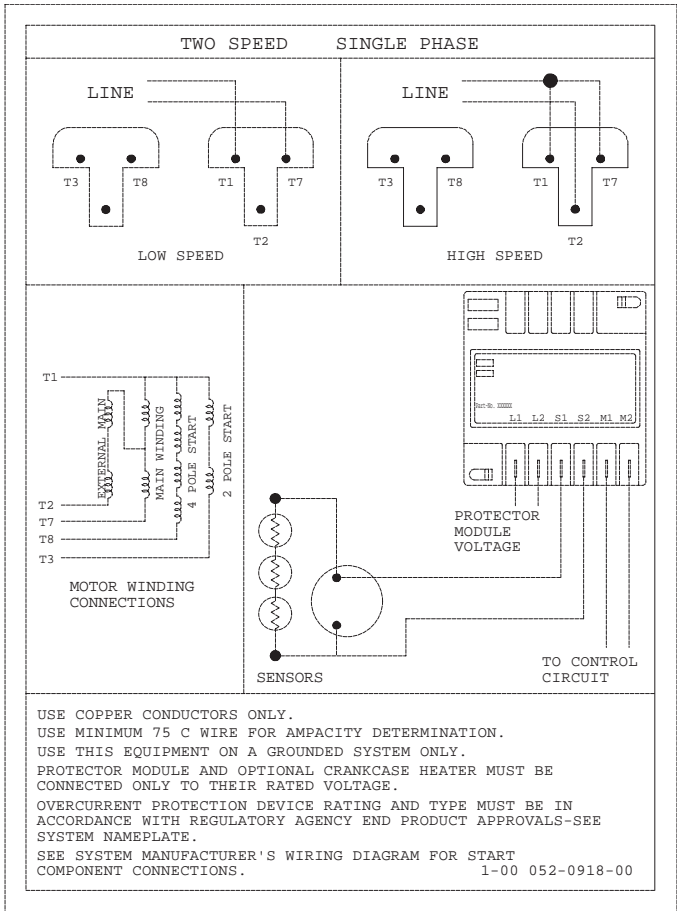 TWO SPEED SINGLE PHASE
LINE
T3 T8 T1 T7
T2
LOW SPEED
LINE
T3 T8 T1 T7
T2
HIGH SPEED
T1
EXTERNAL MAIN
MAIN WINDING
4 POLE START
2 POLE START
T2
T7
T8
T3
MOTOR WINDING
CONNECTIONS
Part-No. XXXXXX
L1 L2 S1 S2 M1 M2
PROTECTOR
MODULE
VOLTAGE
SENSORS
TO CONTROL
CIRCUIT
USE COPPER CONDUCTORS ONLY.
USE MINIMUM 75 C WIRE FOR AMPACITY DETERMINATION.
USE THIS EQUIPMENT ON A GROUNDED SYSTEM ONLY.
PROTECTOR MODULE AND OPTIONAL CRANKCASE HEATER MUST BE
CONNECTED ONLY TO THEIR RATED VOLTAGE.
OVERCURRENT PROTECTION DEVICE RATING AND TYPE MUST BE IN
ACCORDANCE WITH REGULATORY AGENCY END PRODUCT APPROVALS-SEE
SYSTEM NAMEPLATE.
SEE SYSTEM MANUFACTURER'S WIRING DIAGRAM FOR START
COMPONENT CONNECTIONS. 1-00 052-0918-00